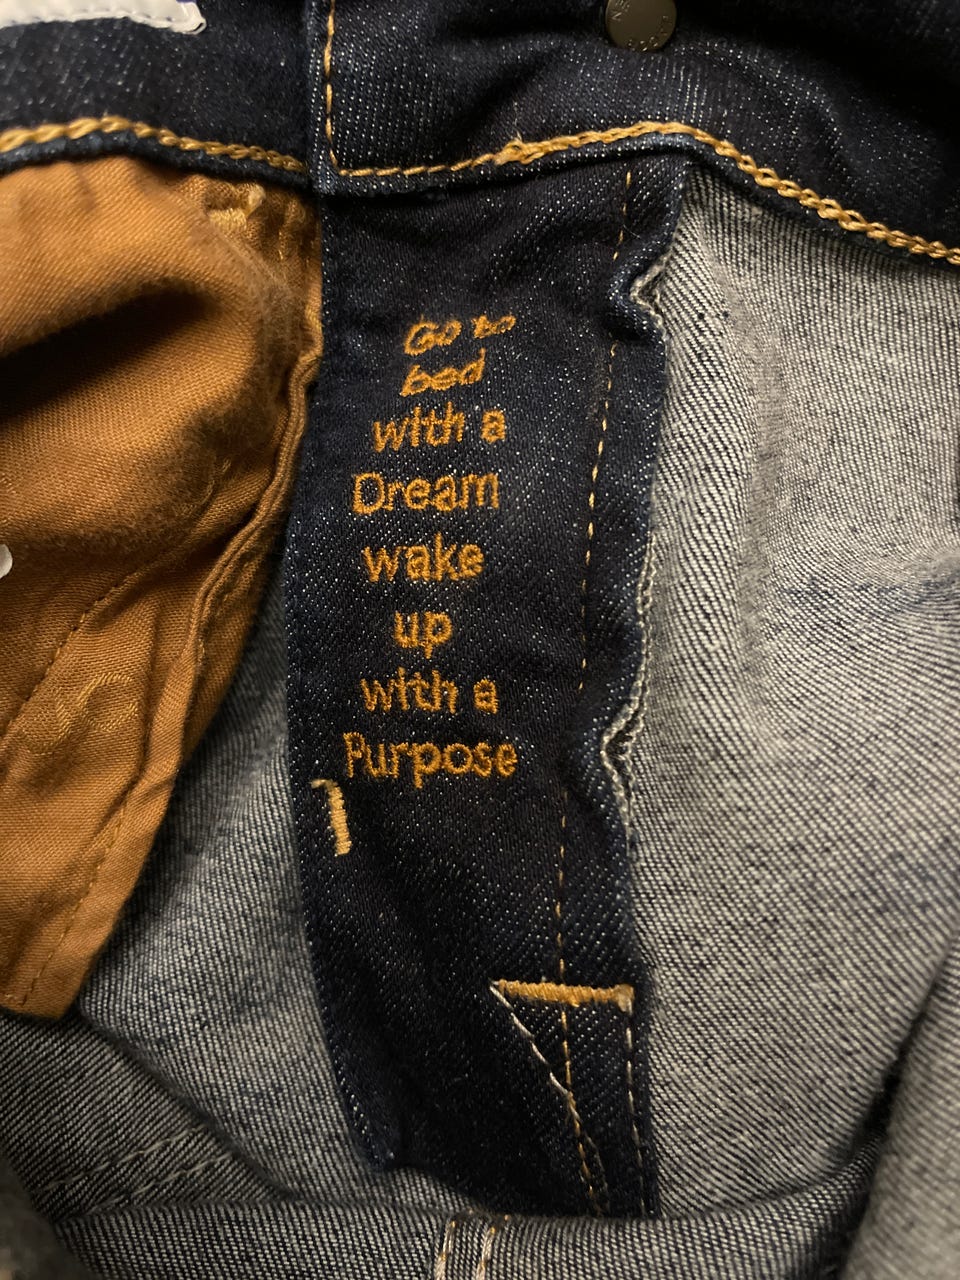 Go to
bed
with a
Dream
wake
up
with a
Purpose